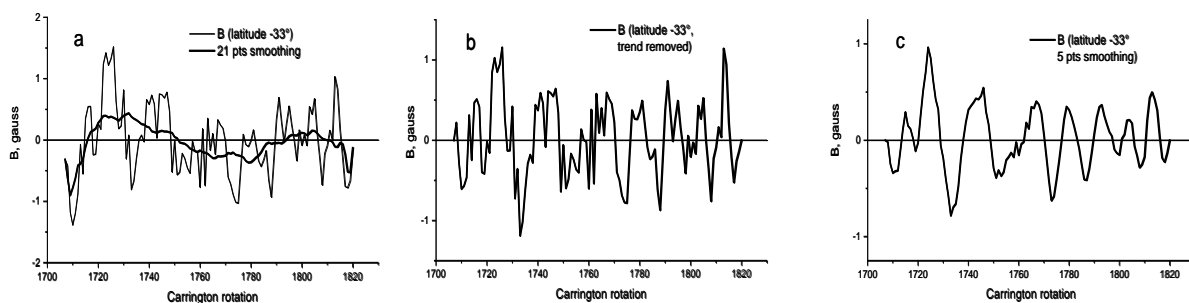 a
B (latitude -33°)
21 pts smoothing
B, gauss
2
1
0
-1
-2
1700 1720 1740 1760 1780 1800 1820
Carrington rotation
b
B (latitude -33°,
trend removed)
1
0
-1
1700 1720 1740 1760 1780 1800 1820
Carrington rotation
c
B (latitude -33°
5 pts smoothing)
B, gauss
1
0
-1
1700 1720 1740 1760 1780 1800 1820
Carrington rotation